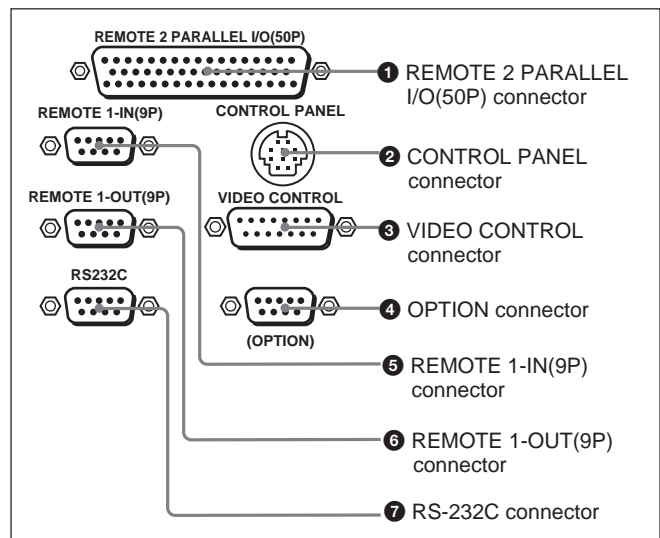 REMOTE 2 PARALLEL I/O(50P)
❶ REMOTE 2 PARALLEL
I/O(50P) connector
REMOTE 1-IN(9P)
CONTROL PANEL
❷ CONTROL PANEL
connector
REMOTE 1-OUT(9P)
VIDEO CONTROL
❸ VIDEO CONTROL
connector
RS232C
❹ OPTION connector
(OPTION)
❺ REMOTE 1-IN(9P)
connector
❻ REMOTE 1-OUT(9P)
connector
❼ RS-232C connector